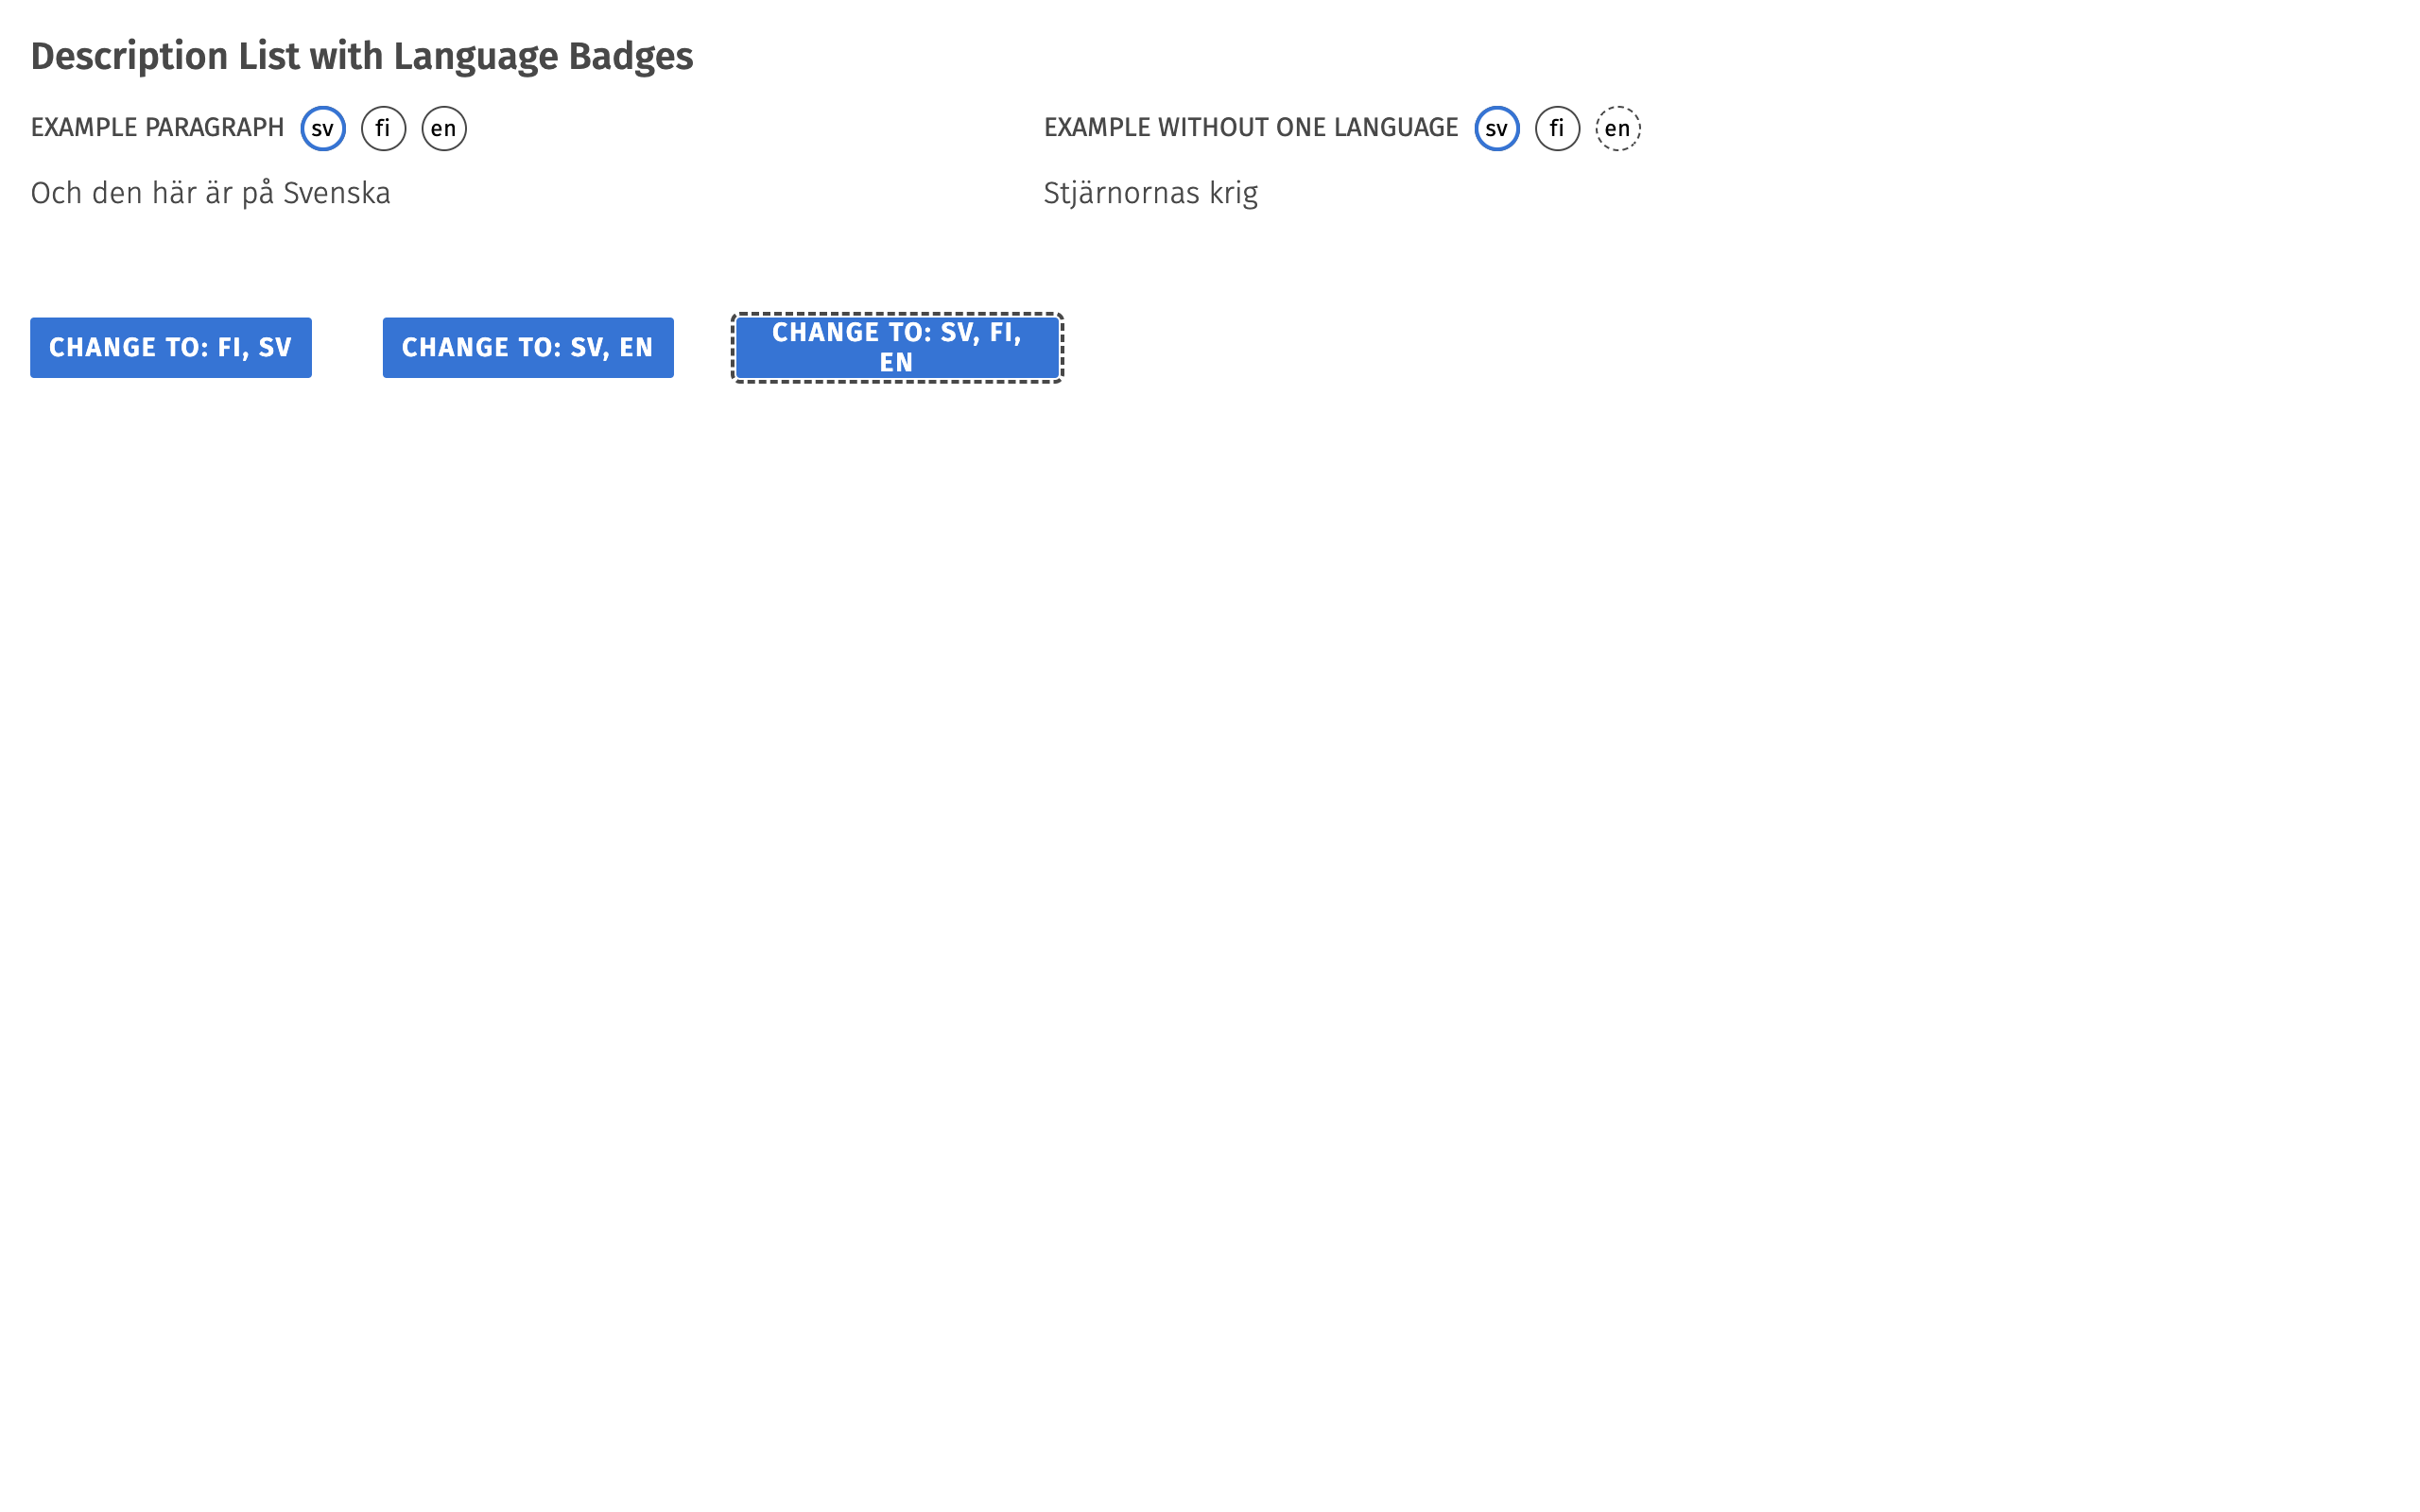 Description List with Language Badges
EXAMPLE PARAGRAPH sv fi en
Och den här är på Svenska
EXAMPLE WITHOUT ONE LANGUAGE sv fi en
Stjärnornas krig
CHANGE TO: FI, SV
CHANGE TO: SV, EN
CHANGE TO: SV, FI,
EN